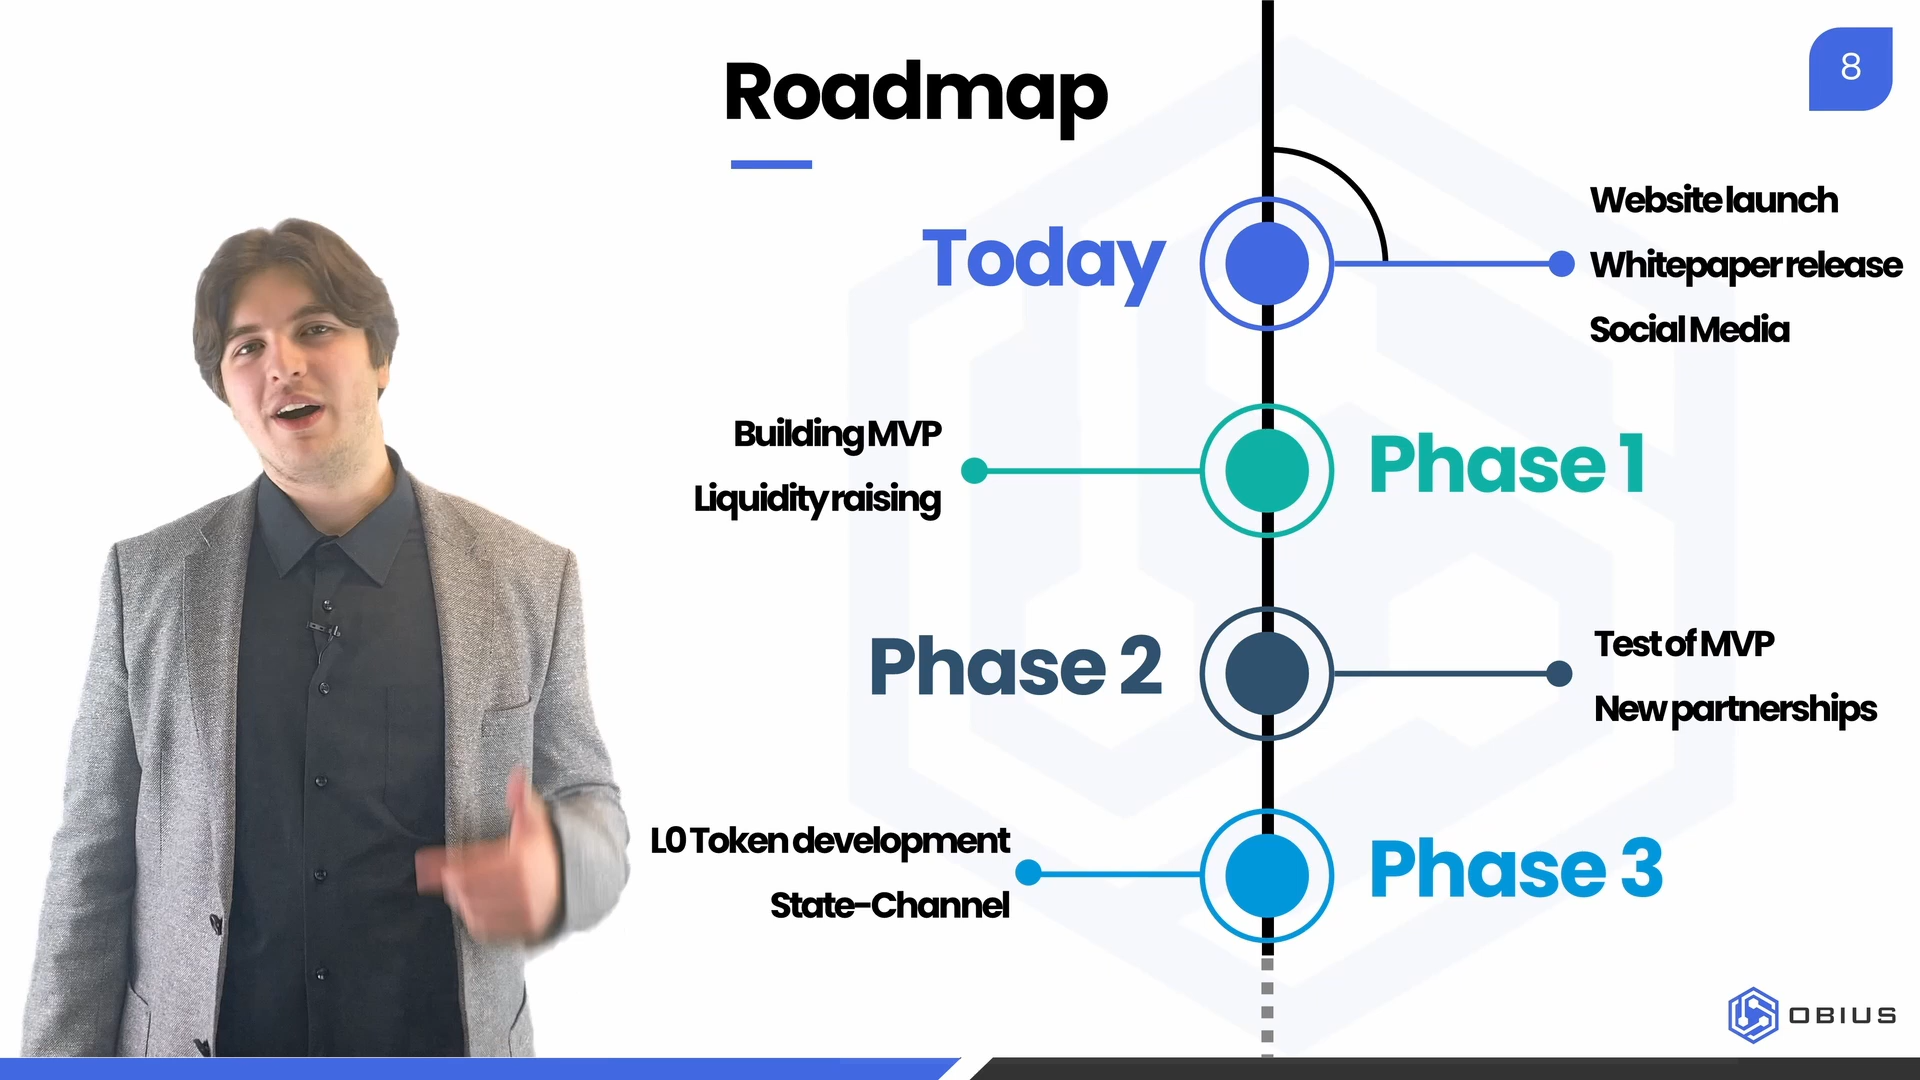 Roadmap
8
Today
Website launch
Whitepaper release
Social Media
Building MVP
Liquidity raising
Phase 1
Phase 2
Test of MVP
New partnerships
L0 Token development
State-Channel
Phase 3
OBIUS